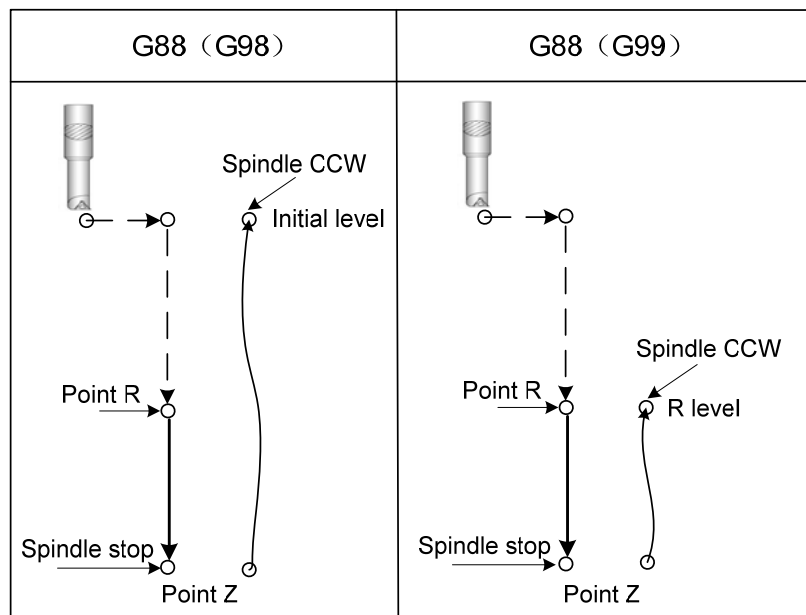 G88（G98）
G88（G99）
Spindle CCW
Initial level
Point R
Spindle stop
Point Z
Spindle CCW
Point R
R level
Spindle stop
Point Z